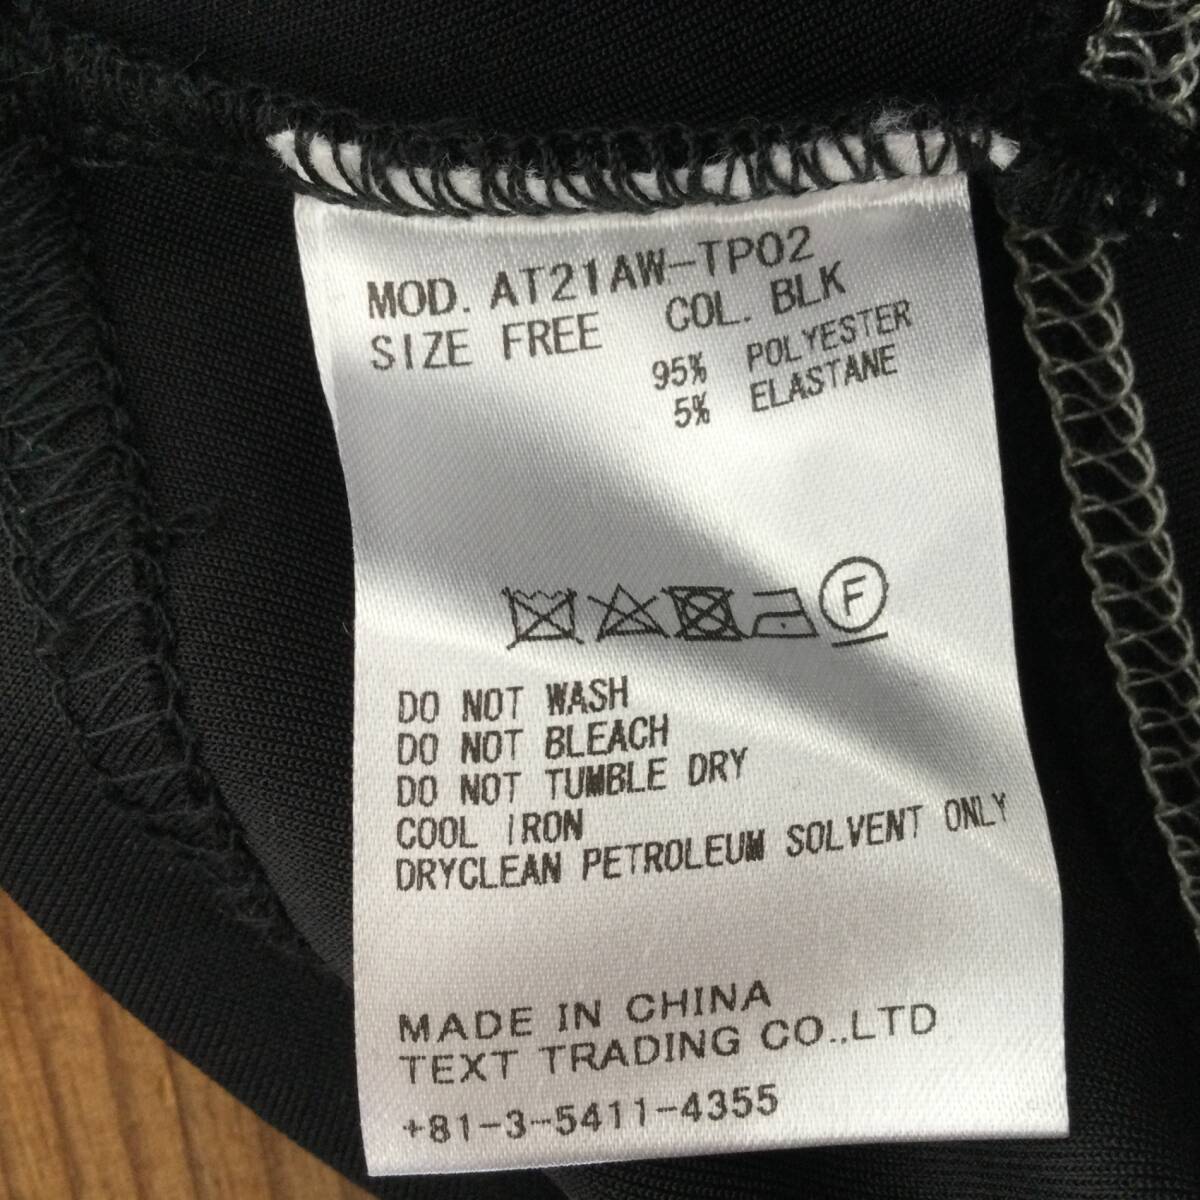 MOD. AT21AW-TP02
SIZE FREE COL. BLK
95% POLYESTER
5% ELASTANE
F
DO NOT WASH
DO NOT BLEACH
DO NOT TUMBLE DRY
COOL IRON
DRYCLEAN PETROLEUM SOLVENT ONLY
MADE IN CHINA
TEXT TRADING CO.,LTD
+81-3-5411-4355